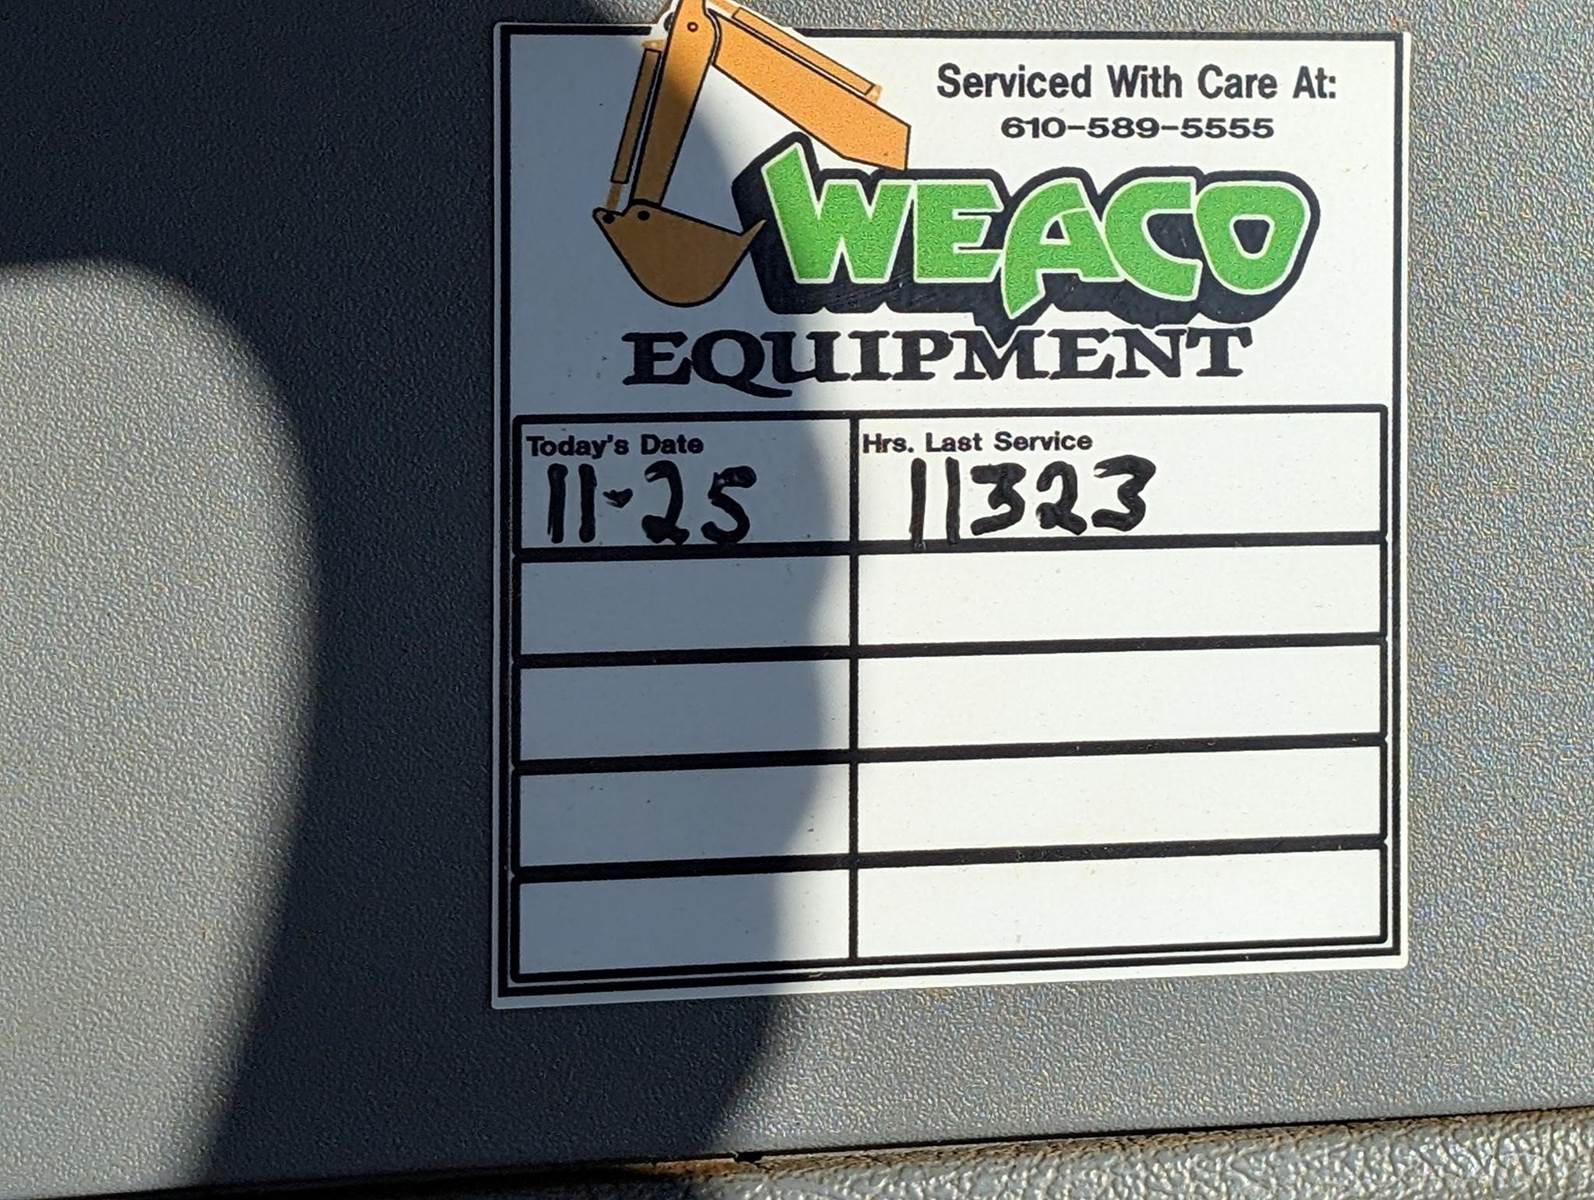 Serviced With Care At:
610-589-5555
WEACO
EQUIPMENT
Today's Date Hrs. Last Service
11-25 11323